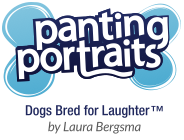 panting
portraits
Dogs Bred for Laughter™
by Laura Bergsma